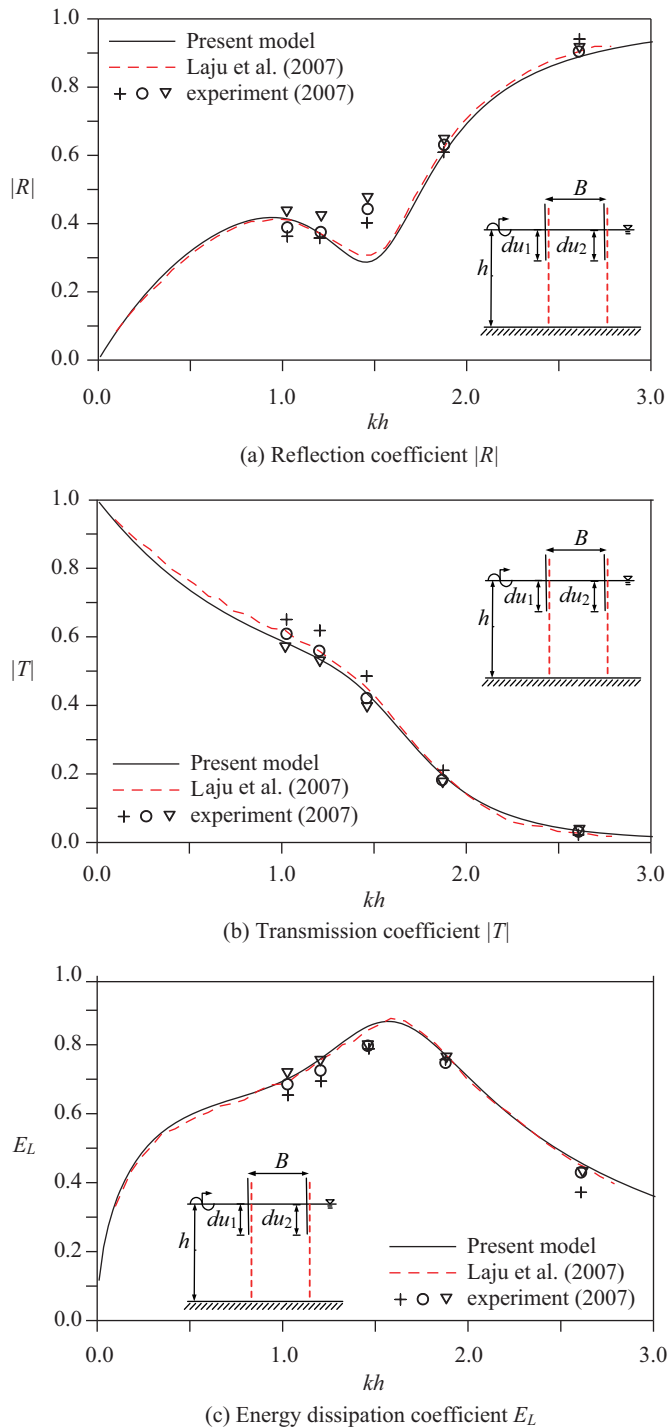 1.0
0.8
0.6
0.4
0.2
0.0
|R|
Present model
Laju et al. (2007)
experiment (2007)
B
du1
du2
h
0.0 1.0 2.0 3.0
kh
(a) Reflection coefficient |R|
1.0
0.8
0.6
0.4
0.2
0.0
|T|
B
du1
du2
h
Present model
Laju et al. (2007)
experiment (2007)
0.0 1.0 2.0 3.0
kh
(b) Transmission coefficient |T|
1.0
0.8
0.6
0.4
0.2
0.0
EL
B
du1
du2
h
Present model
Laju et al. (2007)
experiment (2007)
0.0 1.0 2.0 3.0
kh
(c) Energy dissipation coefficient EL